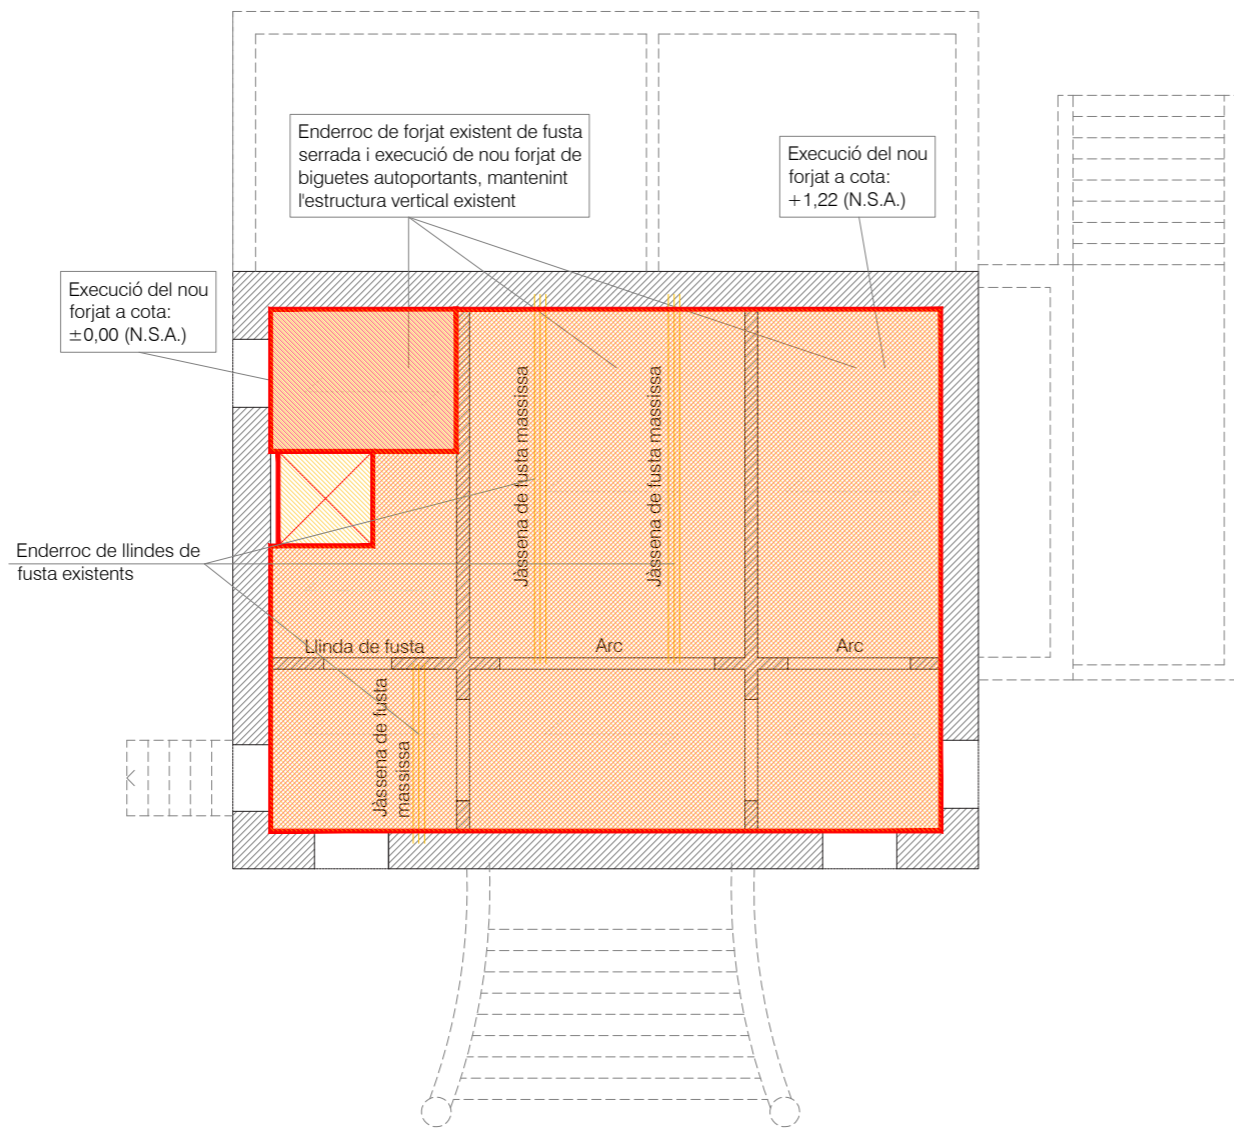 Enderroc de forjat existent de fusta
serrada i execució de nou forjat de
biguetes autoportants, mantenint
l'estructura vertical existent
Execució del nou
forjat a cota:
+1,22 (N.S.A.)
Execució del nou
forjat a cota:
±0,00 (N.S.A.)
Jàssena de fusta massissa
Jàssena de fusta massissa
Enderroc de llindes de
fusta existents
Llinda de fusta
Arc
Arc
Jàssena de fusta
massissa